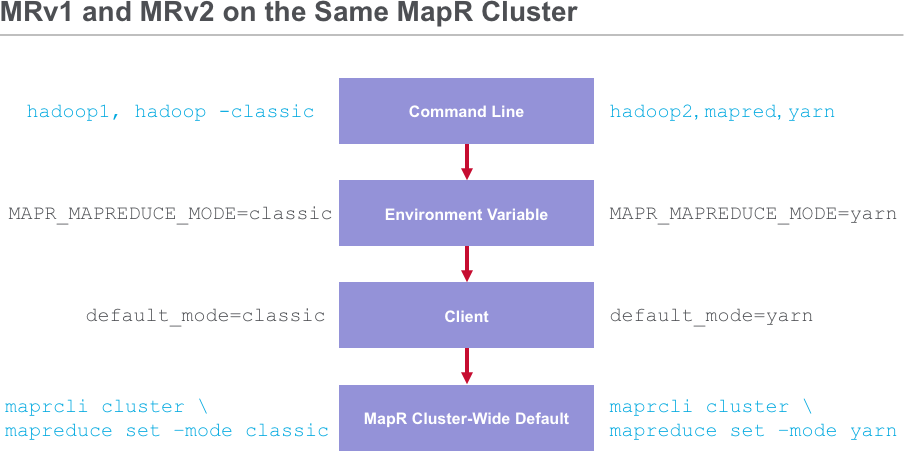 MRv1 and MRv2 on the Same MapR Cluster
hadoop1, hadoop -classic
Command Line
hadoop2, mapred, yarn
MAPR_MAPREDUCE_MODE=classic
Environment Variable
MAPR_MAPREDUCE_MODE=yarn
default_mode=classic
Client
default_mode=yarn
maprcli cluster \
mapreduce set –mode classic
MapR Cluster-Wide Default
maprcli cluster \
mapreduce set –mode yarn